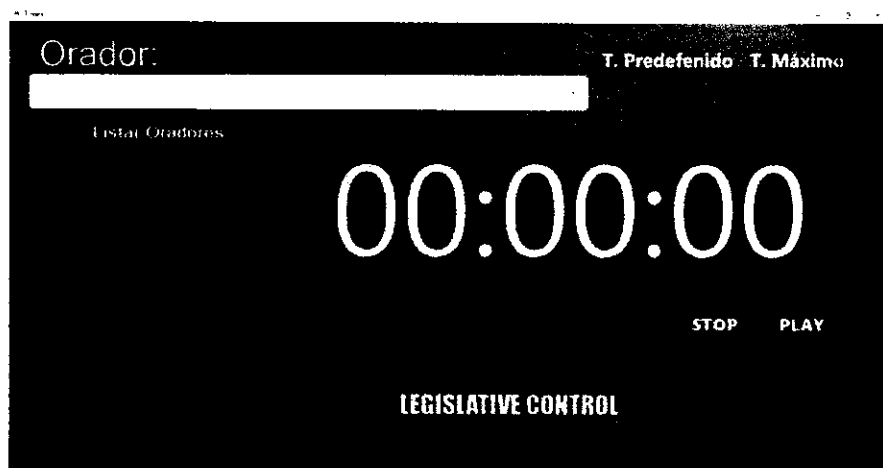 Orador:
T. Predefenido T. Máximo
Listar Oradores
00:00:00
STOP PLAY
LEGISLATIVE CONTROL